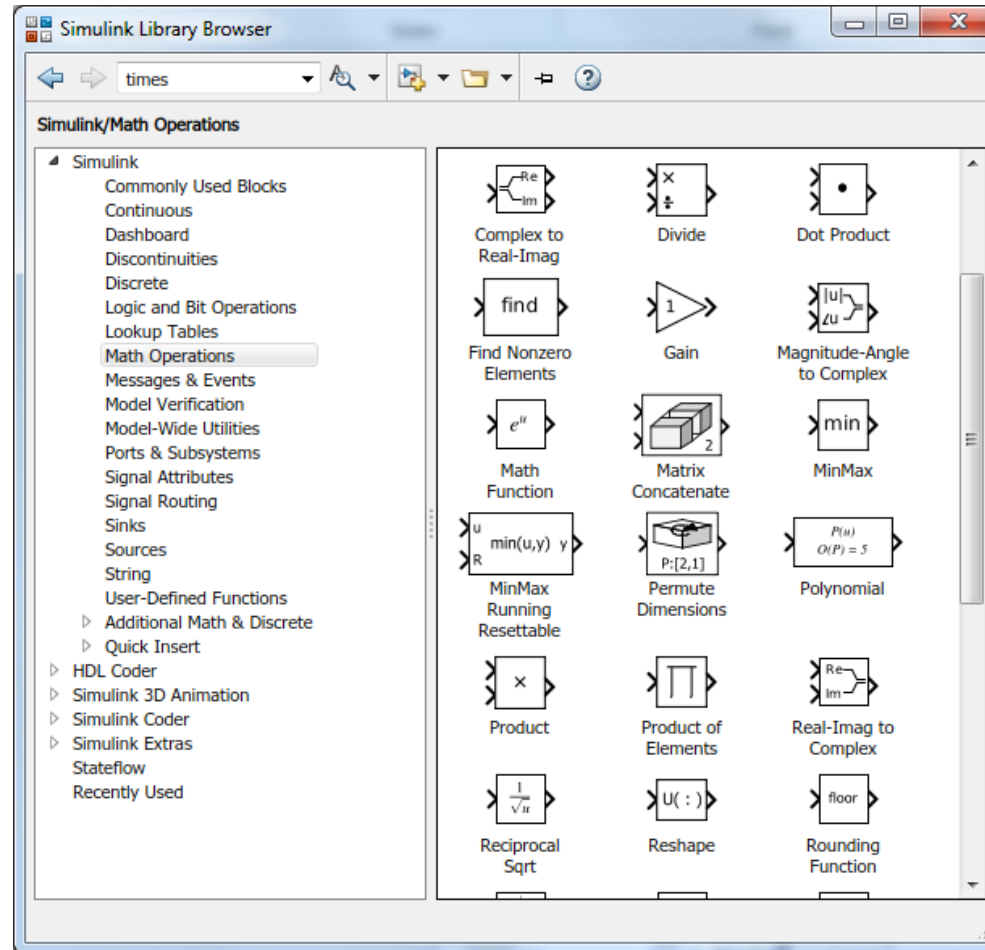 Simulink Library Browser
times
Simulink/Math Operations
Simulink
Commonly Used Blocks
Continuous
Dashboard
Discontinuities
Discrete
Logic and Bit Operations
Lookup Tables
Math Operations
Messages & Events
Model Verification
Model-Wide Utilities
Ports & Subsystems
Signal Attributes
Signal Routing
Sinks
Sources
String
User-Defined Functions
Additional Math & Discrete
Quick Insert
HDL Coder
Simulink 3D Animation
Simulink Coder
Simulink Extras
Stateflow
Recently Used
Re
Im
Complex to
Real-Imag
×
÷
Divide
Dot Product
find
Find Nonzero
Elements
1
Gain
|u|
∠u
Magnitude-Angle
to Complex
e^u
Math
Function
2
Matrix
Concatenate
min
MinMax
u
R
min(u,y) y
MinMax
Running
Resettable
P:[2,1]
Permute
Dimensions
P(u)
O(P) = 5
Polynomial
×
Product
∏
Product of
Elements
Re
Im
Real-Imag to
Complex
1
√u
Reciprocal
Sqrt
U( : )
Reshape
floor
Rounding
Function